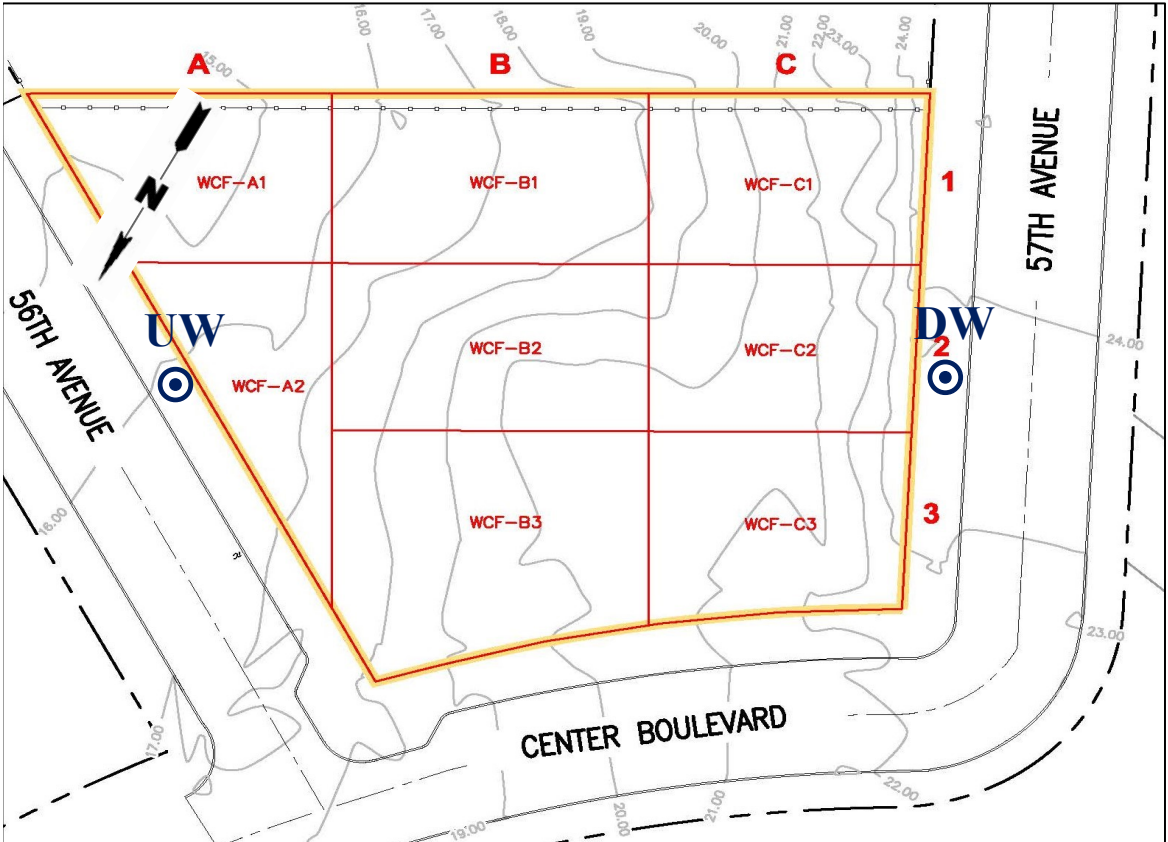 16.00
17.00
18.00
19.00
20.00
21.00
22.00
23.00
24.00
A
B
C
15.00
N
WCF-A1
WCF-B1
WCF-C1
1
57TH AVENUE
56TH AVENUE
UW
DW
WCF-A2
WCF-B2
WCF-C2
2
24.00
WCF-B3
WCF-C3
3
16.00
23.00
17.00
CENTER BOULEVARD
22.00
21.00
20.00
19.00